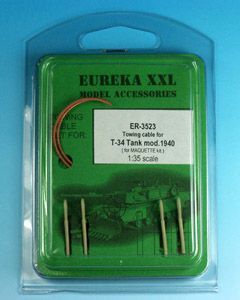 EUREKA XXL
MODEL ACCESSORIES
ER-3523
Towing cable for
T-34 Tank mod.1940
( for MAQUETTE kit )
1:35 scale